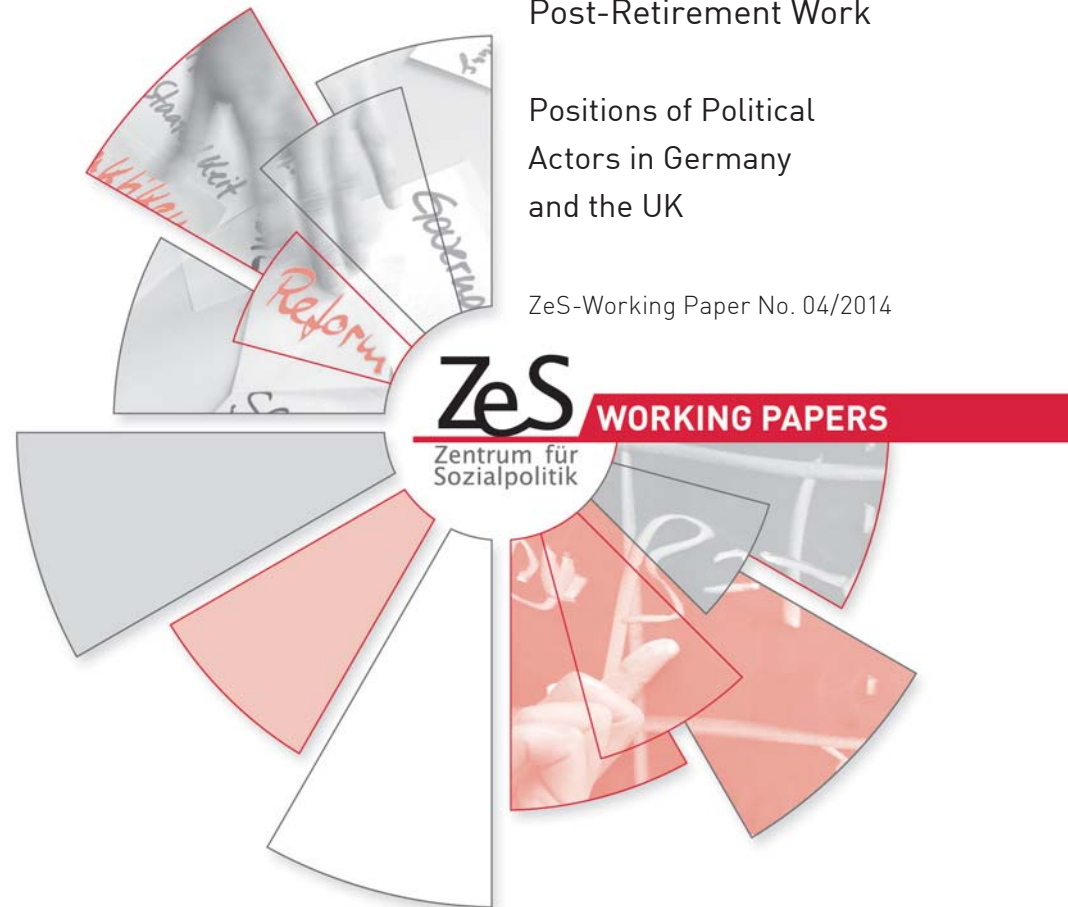 Post-Retirement Work
Positions of Political
Actors in Germany
and the UK
ZeS-Working Paper No. 04/2014
Reform
ZeS
WORKING PAPERS
Zentrum für
Sozialpolitik